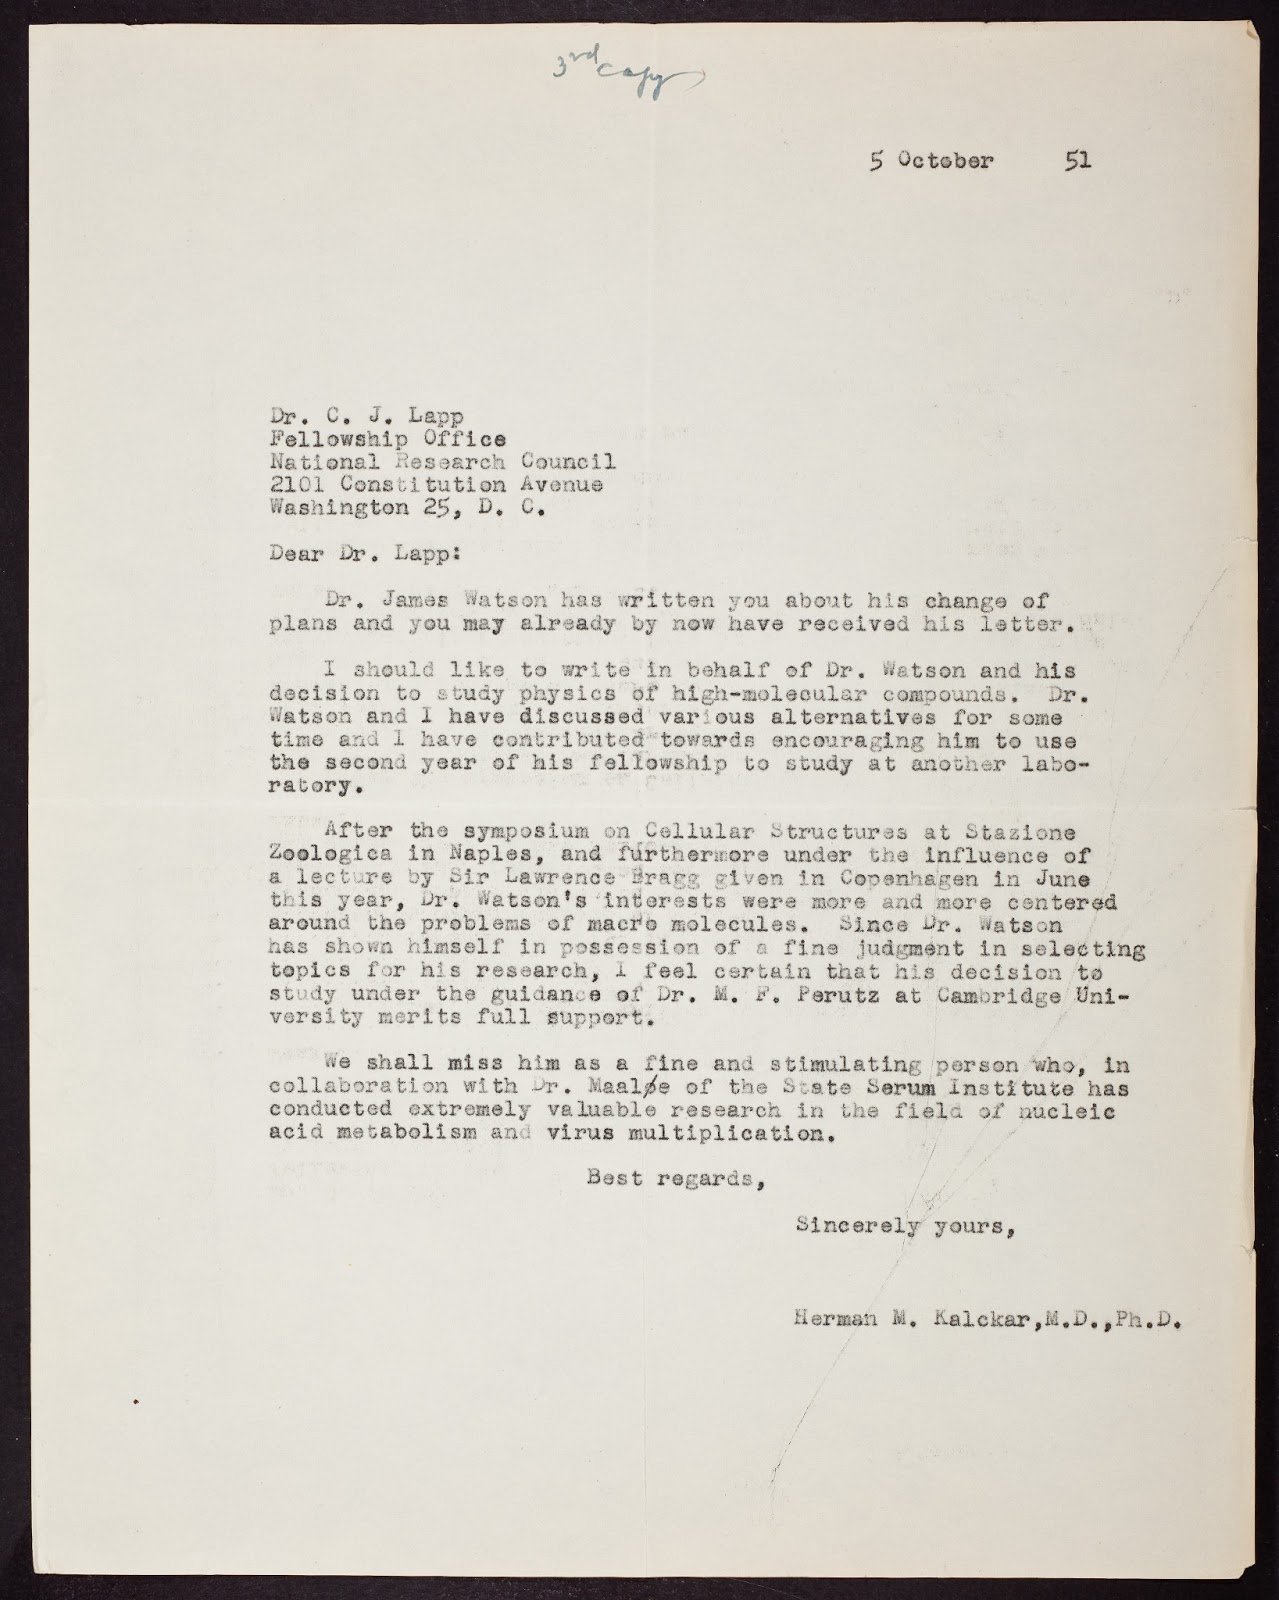 3rd copy
5 October 51
Dr. C. J. Lapp
Fellowship Office
National Research Council
2101 Constitution Avenue
Washington 25, D. C.
Dear Dr. Lapp:
Dr. James Watson has written you about his change of
plans and you may already by now have received his letter.
I should like to write in behalf of Dr. Watson and his
decision to study physics of high-molecular compounds. Dr.
Watson and I have discussed various alternatives for some
time and I have contributed towards encouraging him to use
the second year of his fellowship to study at another labo-
ratory.
After the symposium on Cellular Structures at Stazione
Zoologica in Naples, and furthermore under the influence of
a lecture by Sir Lawrence Bragg given in Copenhagen in June
this year, Dr. Watson's interests were more and more centered
around the problems of macro molecules. Since Dr. Watson
has shown himself in possession of a fine judgment in selecting
topics for his research, I feel certain that his decision to
study under the guidance of Dr. M. F. Perutz at Cambridge Uni-
versity merits full support.
We shall miss him as a fine and stimulating person who, in
collaboration with Dr. Maaløe of the State Serum Institute has
conducted extremely valuable research in the field of nucleic
acid metabolism and virus multiplication.
Best regards,
Sincerely yours,
Herman M. Kalckar,M.D.,Ph.D.